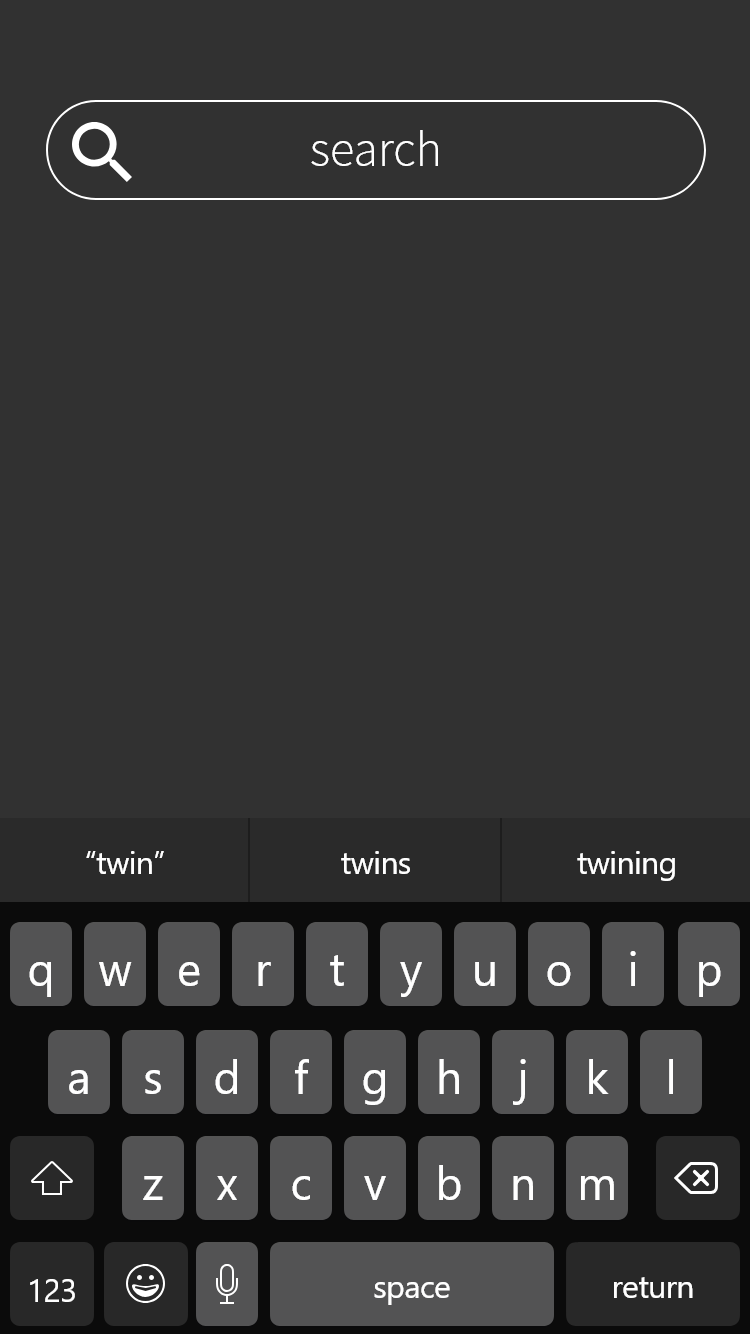 search
“twin” twins twining
q w e r t y u o i p
a s d f g h j k l
z x c v b n m
123 space return